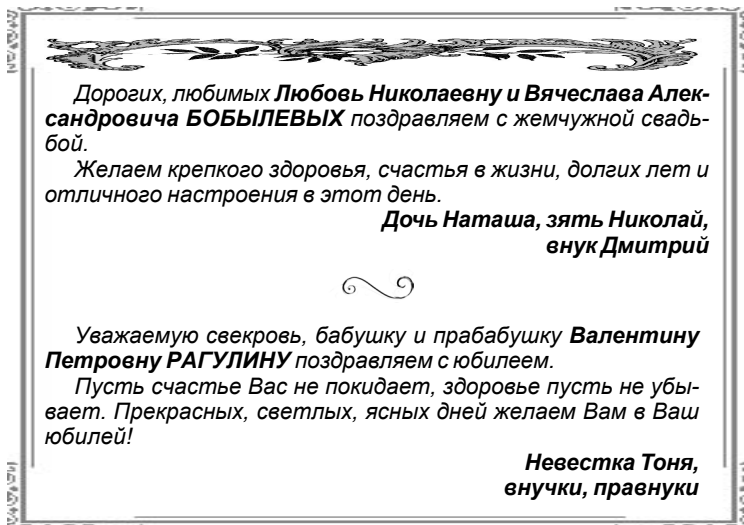 Дорогих, любимых Любовь Николаевну и Вячеслава Алек-
сандровича БОБЫЛЕВЫХ поздравляем с жемчужной свадь-
бой.
Желаем крепкого здоровья, счастья в жизни, долгих лет и
отличного настроения в этот день.
Дочь Наташа, зять Николай,
внук Дмитрий
Уважаемую свекровь, бабушку и прабабушку Валентину
Петровну РАГУЛИНУ поздравляем с юбилеем.
Пусть счастье Вас не покидает, здоровье пусть не убы-
вает. Прекрасных, светлых, ясных дней желаем Вам в Ваш
юбилей!
Невестка Тоня,
внучки, правнуки